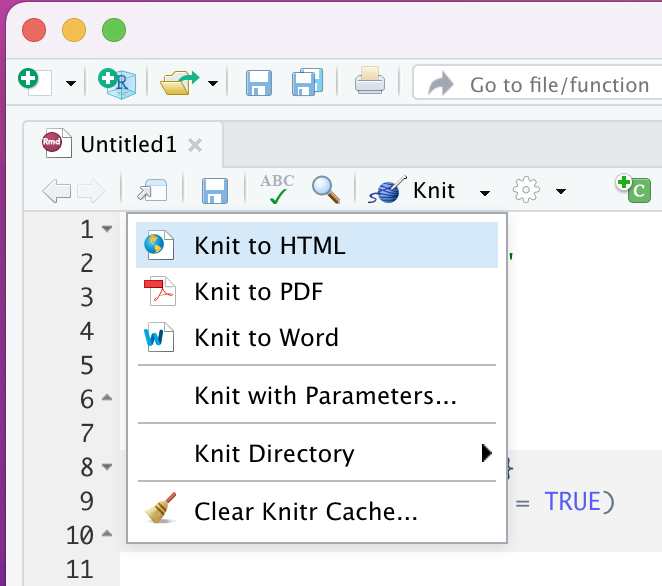 Go to file/function
Rmd Untitled1
ABC Knit C
1
2 Knit to HTML "
3 Knit to PDF
4 Knit to Word
5
6 Knit with Parameters...
7
8 Knit Directory }
9 = TRUE)
10 Clear Knitr Cache...
11